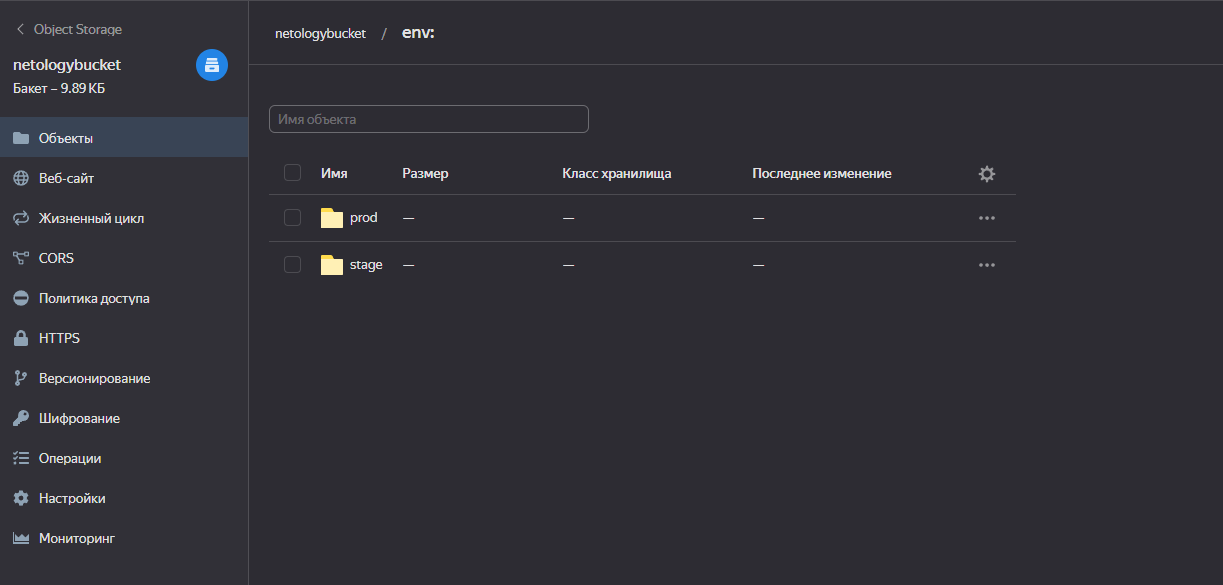 Object Storage
netologybucket
Бакет – 9.89 КБ
Объекты
Веб-сайт
Жизненный цикл
CORS
Политика доступа
HTTPS
Версионирование
Шифрование
Операции
Настройки
Мониторинг
netologybucket / env:
Имя объекта
Имя Размер Класс хранилища Последнее изменение
prod — — —
stage — — —